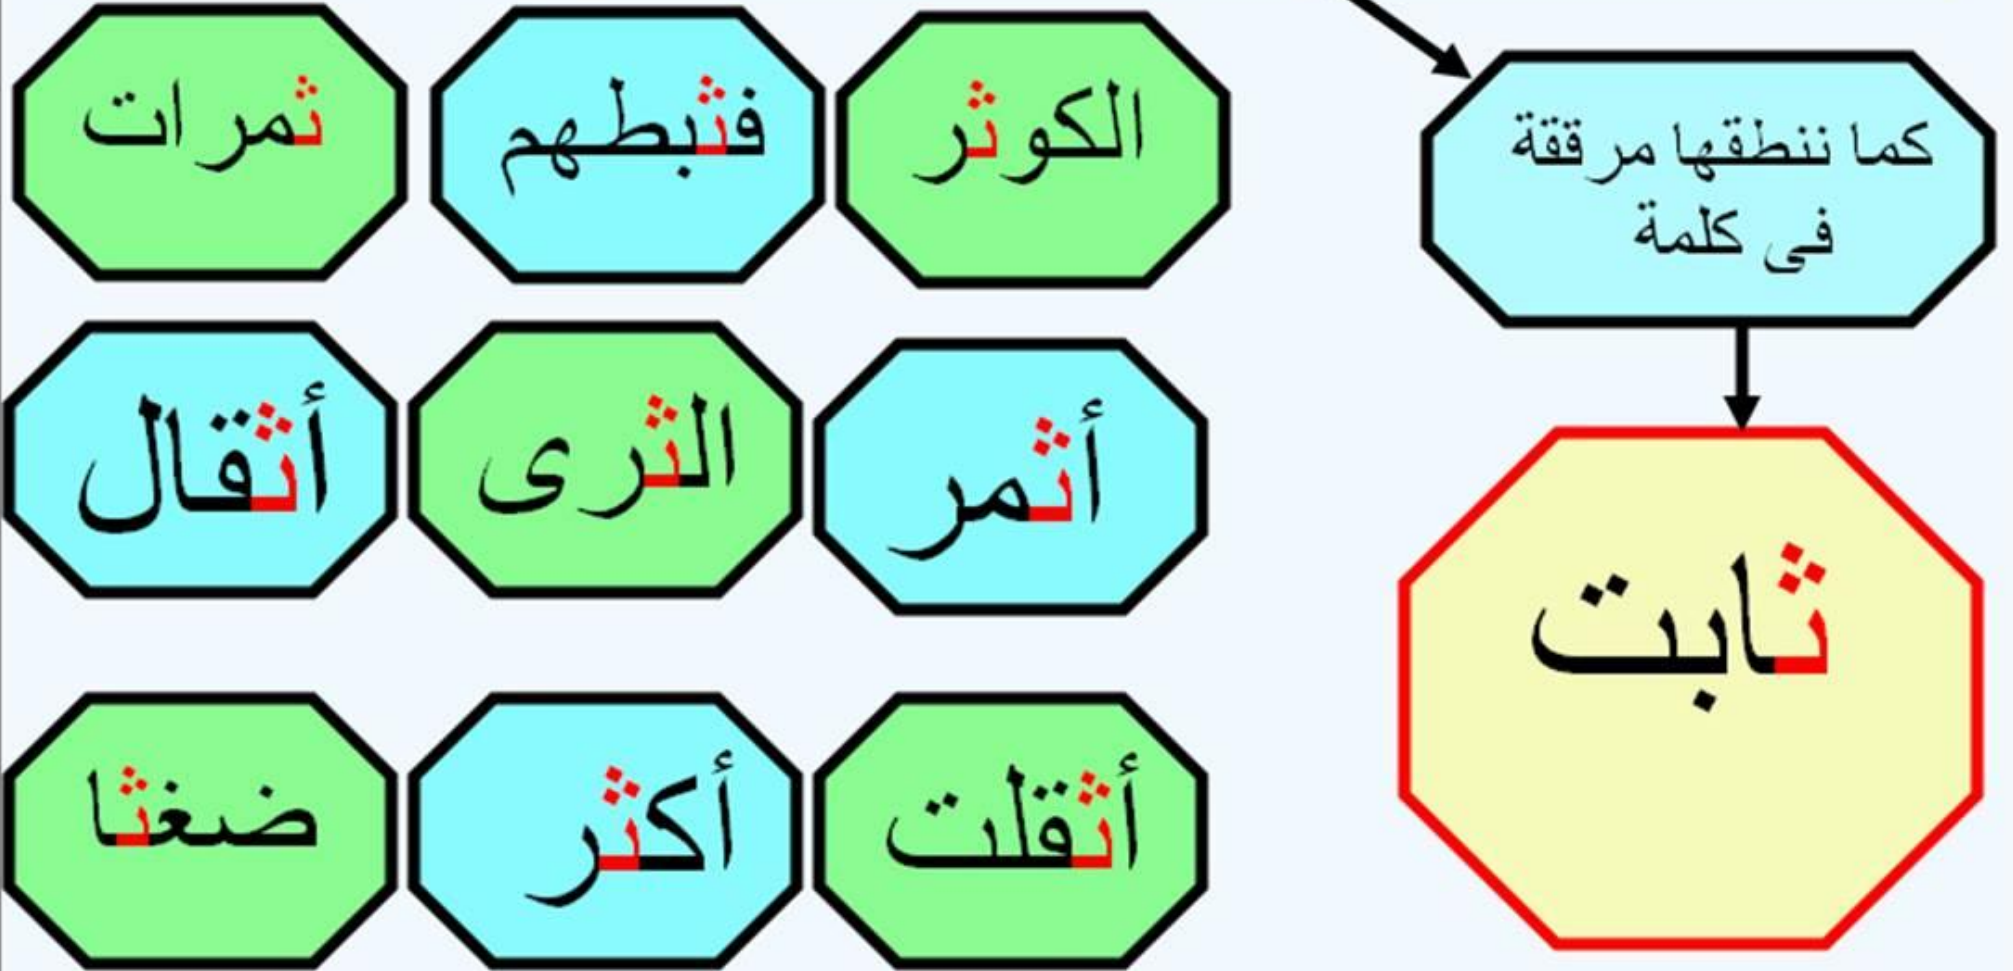 كما ننطقها مرققة
فى كلمة
ثابت
الكوثر
فثبطهم
ثمرات
أثمر
الثرى
أثقال
أثقلت
أكثر
ضغثا